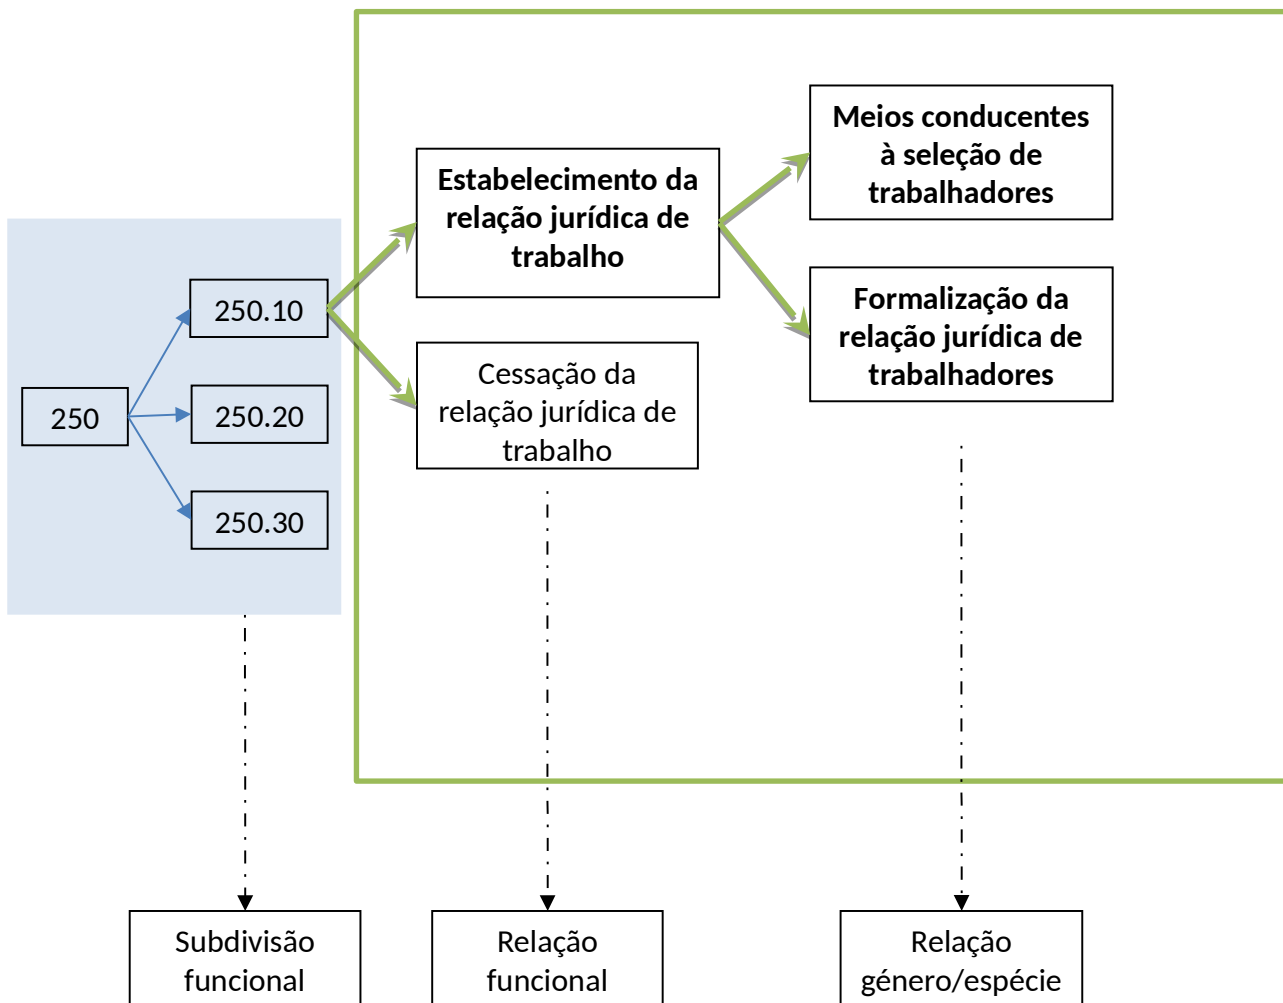 250
250.10
250.20
250.30
Estabelecimento da
relação jurídica de
trabalho
Cessação da
relação jurídica de
trabalho
Meios conducentes
à seleção de
trabalhadores
Formalização da
relação jurídica de
trabalhadores
Subdivisão
funcional
Relação
funcional
Relação
género/espécie